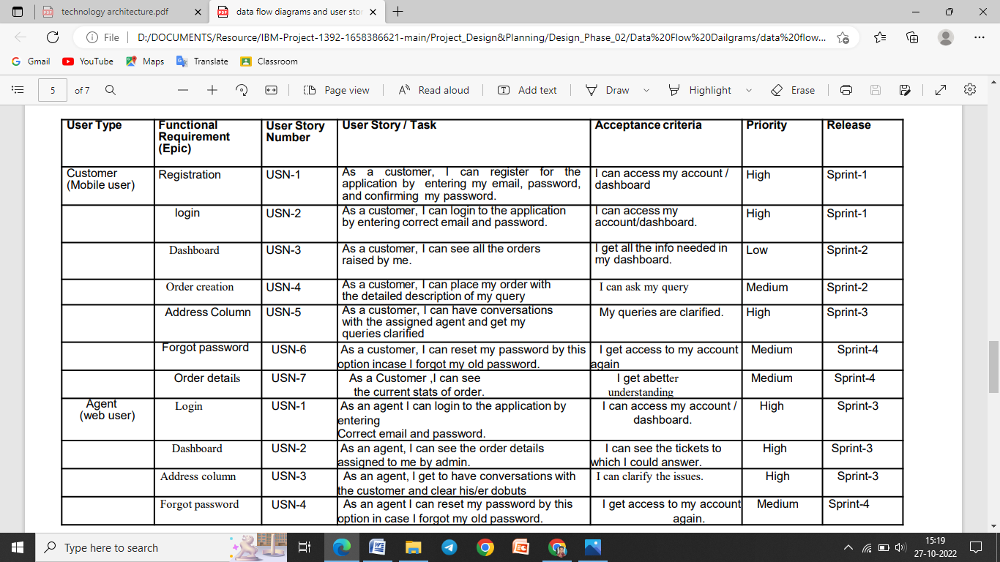 technology architecture.pdf
data flow diagrams and user sto
File
D:/DOCUMENTS/Resource/IBM-Project-1392-1658386621-main/Project_Design&Planning/Design_Phase_02/Data%20Flow%20Dailgrams/data%20flow...
Gmail YouTube Maps Translate Classroom
5 of 7 Page view Read aloud Add text Draw Highlight Erase
User Type
Functional
Requirement
(Epic)
User Story
Number
User Story / Task
Acceptance criteria
Priority
Release
Customer
(Mobile user)
Registration
USN-1
As a customer, I can register for the
application by entering my email, password,
and confirming my password.
I can access my account /
dashboard
High
Sprint-1
login
USN-2
As a customer, I can login to the application
by entering correct email and password.
I can access my
account/dashboard.
High
Sprint-1
Dashboard
USN-3
As a customer, I can see all the orders
raised by me.
I get all the info needed in
my dashboard.
Low
Sprint-2
Order creation
USN-4
As a customer, I can place my order with
the detailed description of my query
I can ask my query
Medium
Sprint-2
Address Column
USN-5
As a customer, I can have conversations
with the assigned agent and get my
queries clarified
My queries are clarified.
High
Sprint-3
Forgot password
USN-6
As a customer, I can reset my password by this
option incase I forgot my old password.
I get access to my account
again
Medium
Sprint-4
Order details
USN-7
As a Customer ,I can see
the current stats of order.
I get abetter
understanding
Medium
Sprint-4
Agent
(web user)
Login
USN-1
As an agent I can login to the application by
entering
Correct email and password.
I can access my account /
dashboard.
High
Sprint-3
Dashboard
USN-2
As an agent, I can see the order details
assigned to me by admin.
I can see the tickets to
which I could answer.
High
Sprint-3
Address column
USN-3
As an agent, I get to have conversations with
the customer and clear his/er dobuts
I can clarify the issues.
High
Sprint-3
Forgot password
USN-4
As an agent I can reset my password by this
option in case I forgot my old password.
I get access to my account
again.
Medium
Sprint-4
Type here to search
15:19
27-10-2022